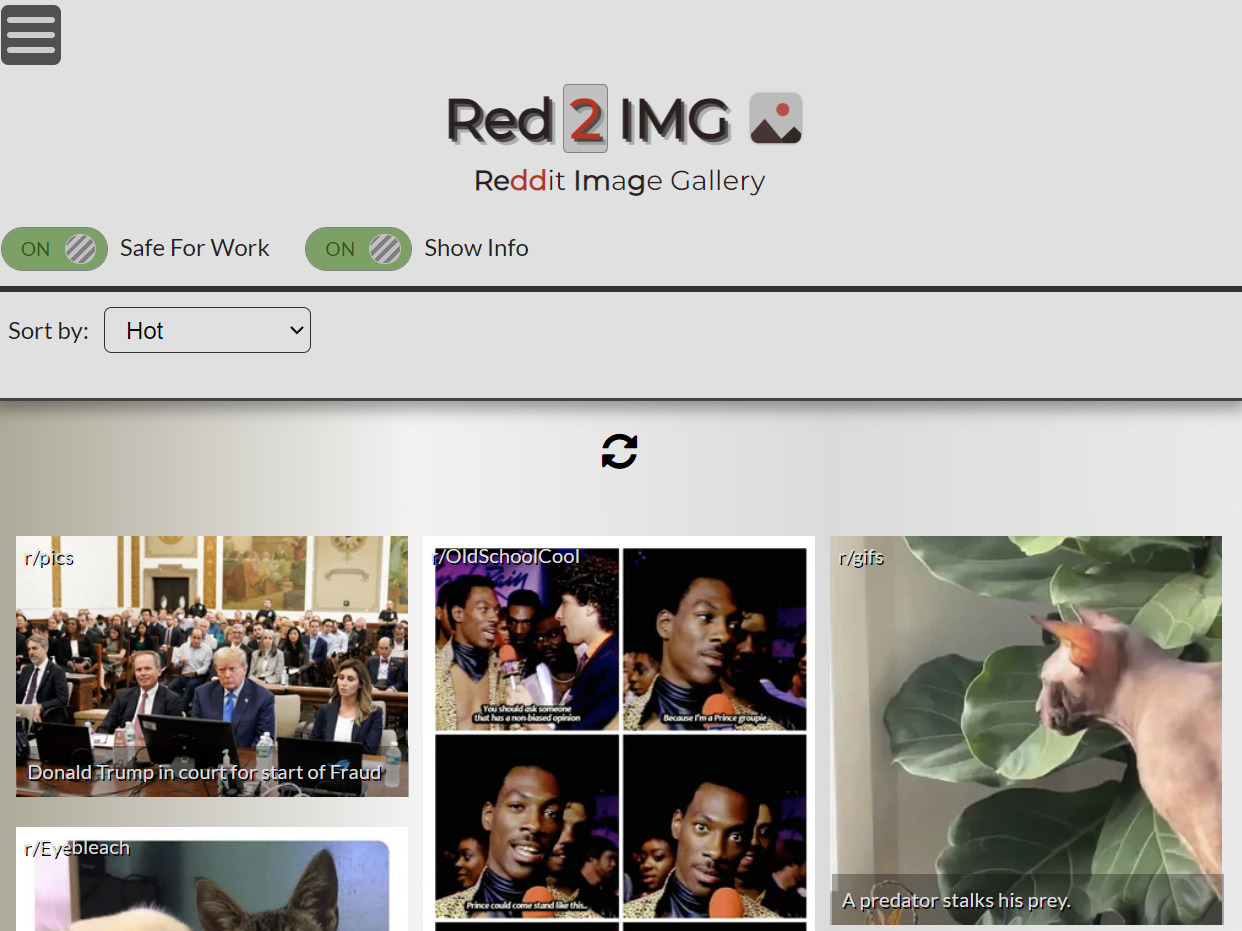 Red 2 IMG
Reddit Image Gallery
ON Safe For Work ON Show Info
Sort by: Hot
r/pics
Donald Trump in court for start of Fraud
r/OldSchoolCool
You should ask someone
that has a non-biased opinion
Because I'm a Prince groupie
Prince could come stand like this..
r/gifs
A predator stalks his prey.
r/Eyebleach